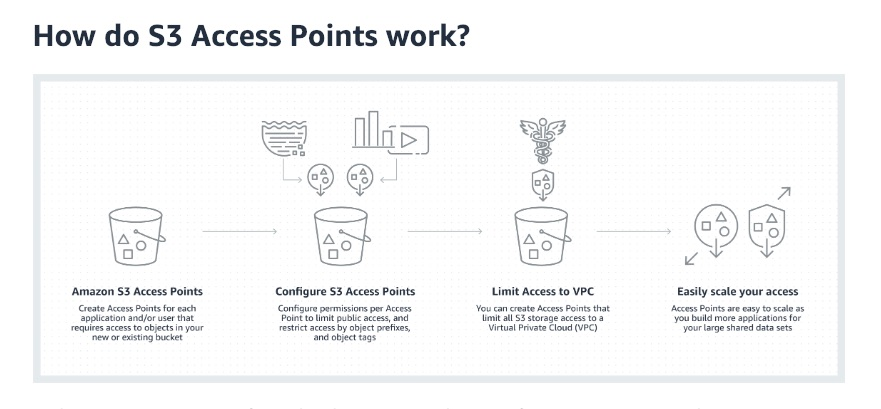 How do S3 Access Points work?
Amazon S3 Access Points
Create Access Points for each
application and/or user that
requires access to objects in your
new or existing bucket
Configure S3 Access Points
Configure permissions per Access
Point to limit public access, and
restrict access by object prefixes,
and object tags
Limit Access to VPC
You can create Access Points that
limit all S3 storage access to a
Virtual Private Cloud (VPC)
Easily scale your access
Access Points are easy to scale as
you build more applications for
your large shared data sets